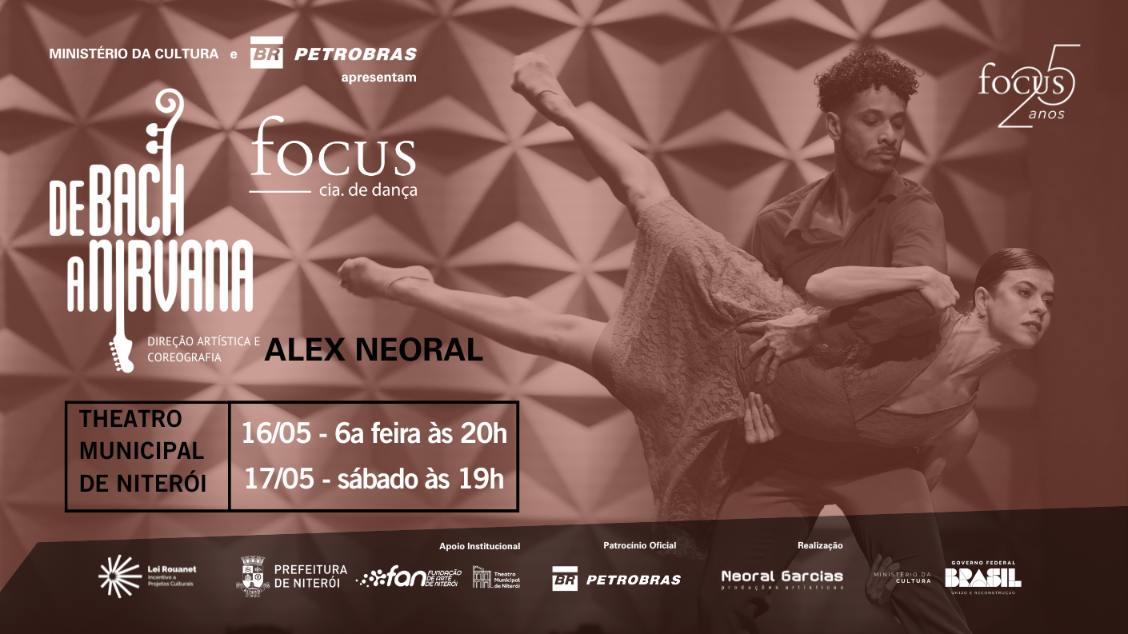 MINISTÉRIO DA CULTURA e BR PETROBRAS
apresentam
focus
25
anos
focus
cia. de dança
DE BACH
A NIRVANA
DIREÇÃO ARTÍSTICA E
COREOGRAFIA
ALEX NEORAL
THEATRO
MUNICIPAL
DE NITERÓI
16/05 - 6a feira às 20h
17/05 - sábado às 19h
Apoio Institucional
Patrocínio Oficial
Realização
Lei Rouanet
Incentivo a
Projetos Culturais
PREFEITURA
DE NITERÓI
fan FUNDAÇÃO
DE ARTE
DE NITERÓI
Theatro
Municipal
de Niterói
BR PETROBRAS
Neoral Garcias
produções artísticas
MINISTÉRIO DA
CULTURA
GOVERNO FEDERAL
BRASIL
UNIÃO E RECONSTRUÇÃO